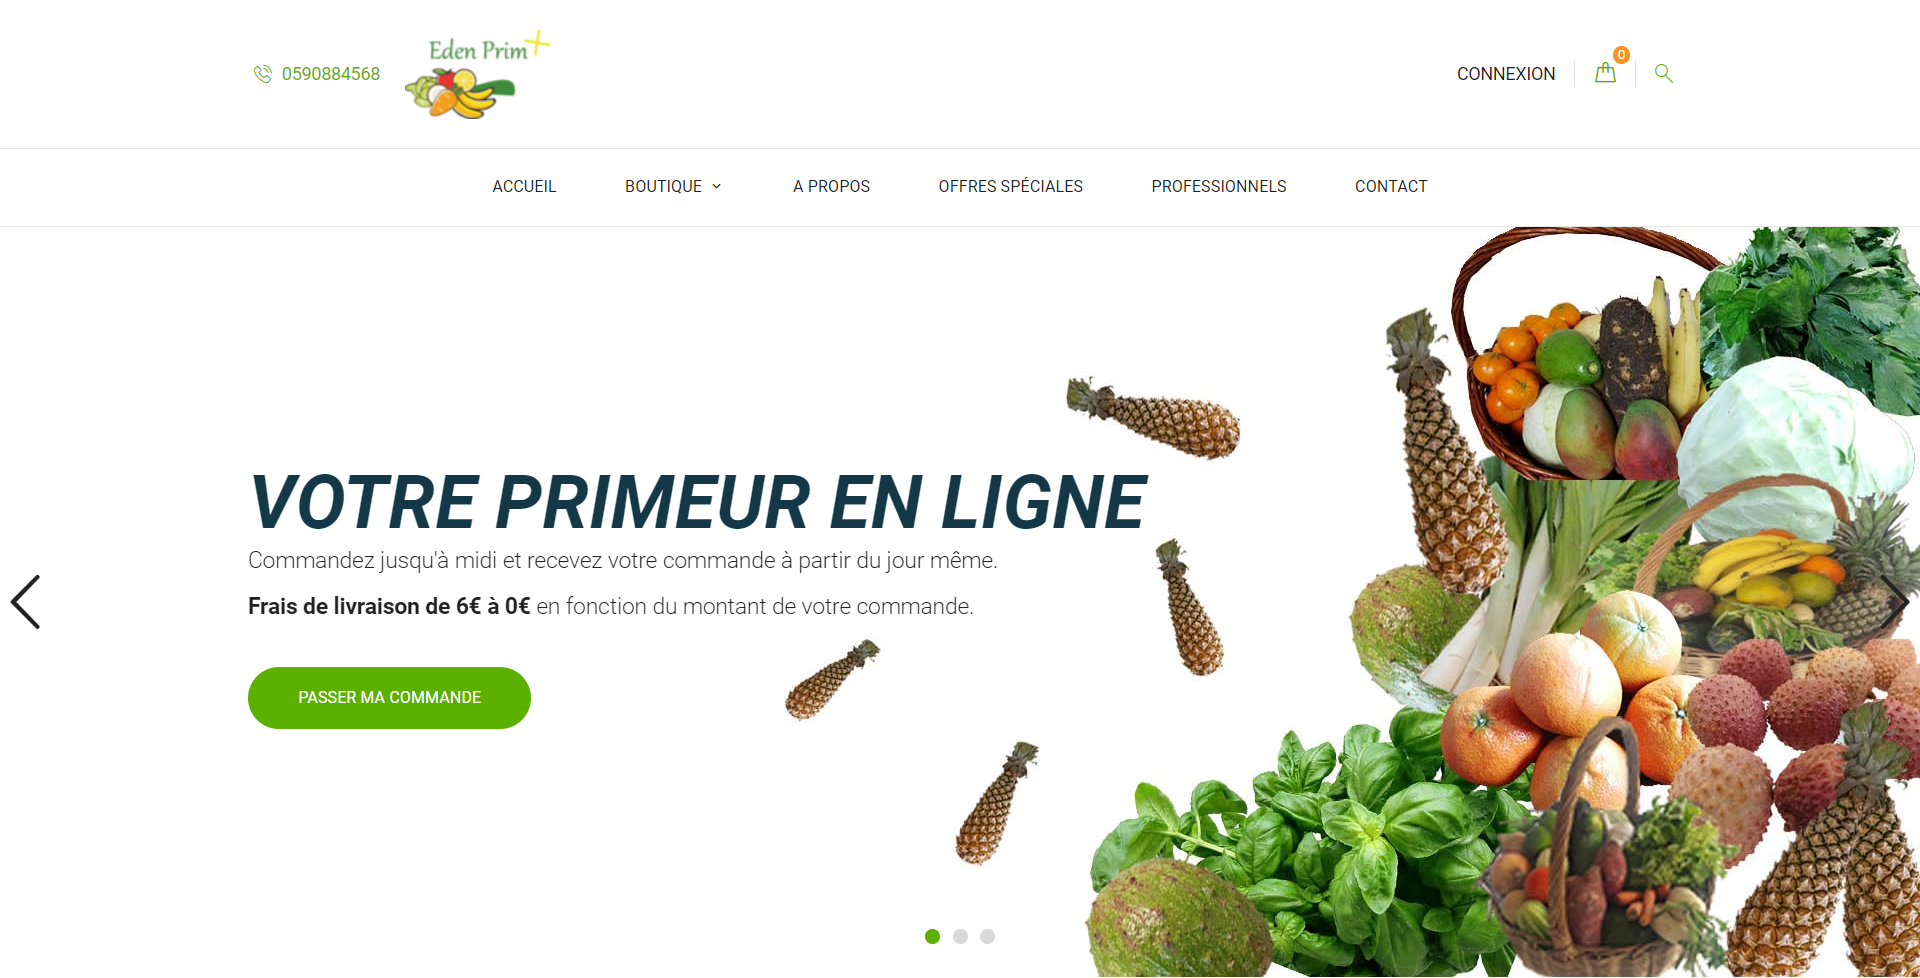 0590884568
Eden Prim+
CONNEXION
0
ACCUEIL
BOUTIQUE
A PROPOS
OFFRES SPÉCIALES
PROFESSIONNELS
CONTACT
VOTRE PRIMEUR EN LIGNE
Commandez jusqu'à midi et recevez votre commande à partir du jour même.
Frais de livraison de 6€ à 0€ en fonction du montant de votre commande.
PASSER MA COMMANDE